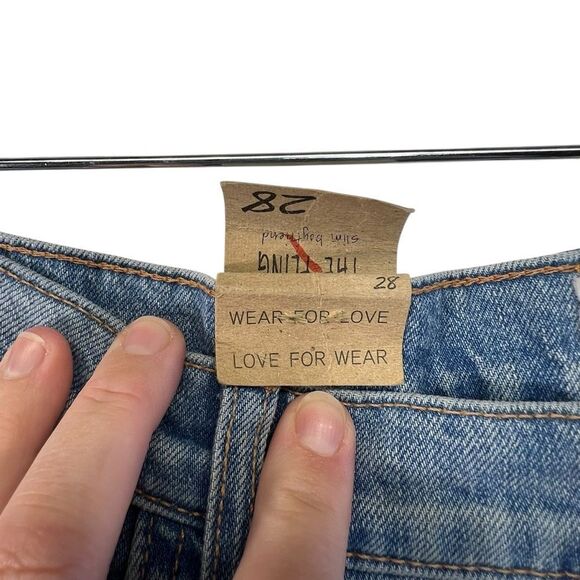 28
slim boyfriend
THE FLING
28
WEAR FOR LOVE
LOVE FOR WEAR